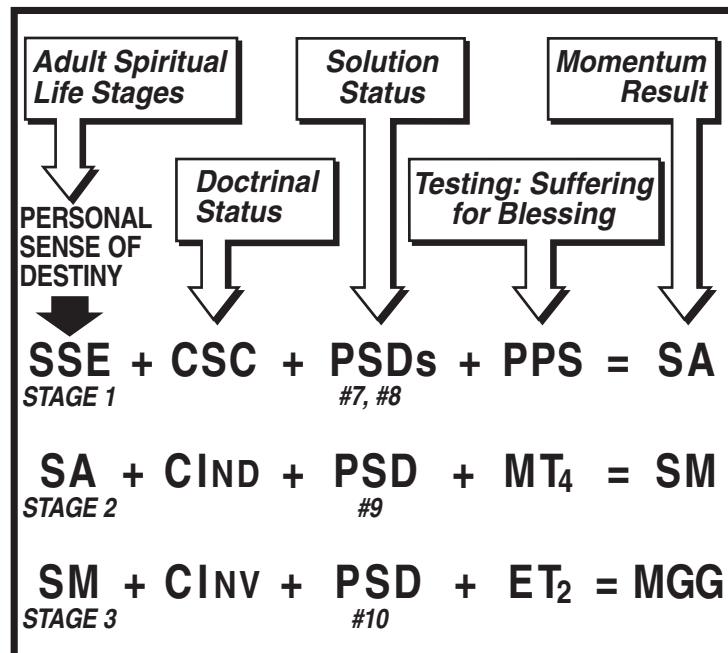 Adult Spiritual
Life Stages
Solution
Status
Momentum
Result
Doctrinal
Status
Testing: Suffering
for Blessing
PERSONAL
SENSE OF
DESTINY
SSE + CSC + PSDs + PPS = SA
STAGE 1 #7, #8
SA + CIND + PSD + MT₄ = SM
STAGE 2 #9
SM + CINV + PSD + ET₂ = MGG
STAGE 3 #10